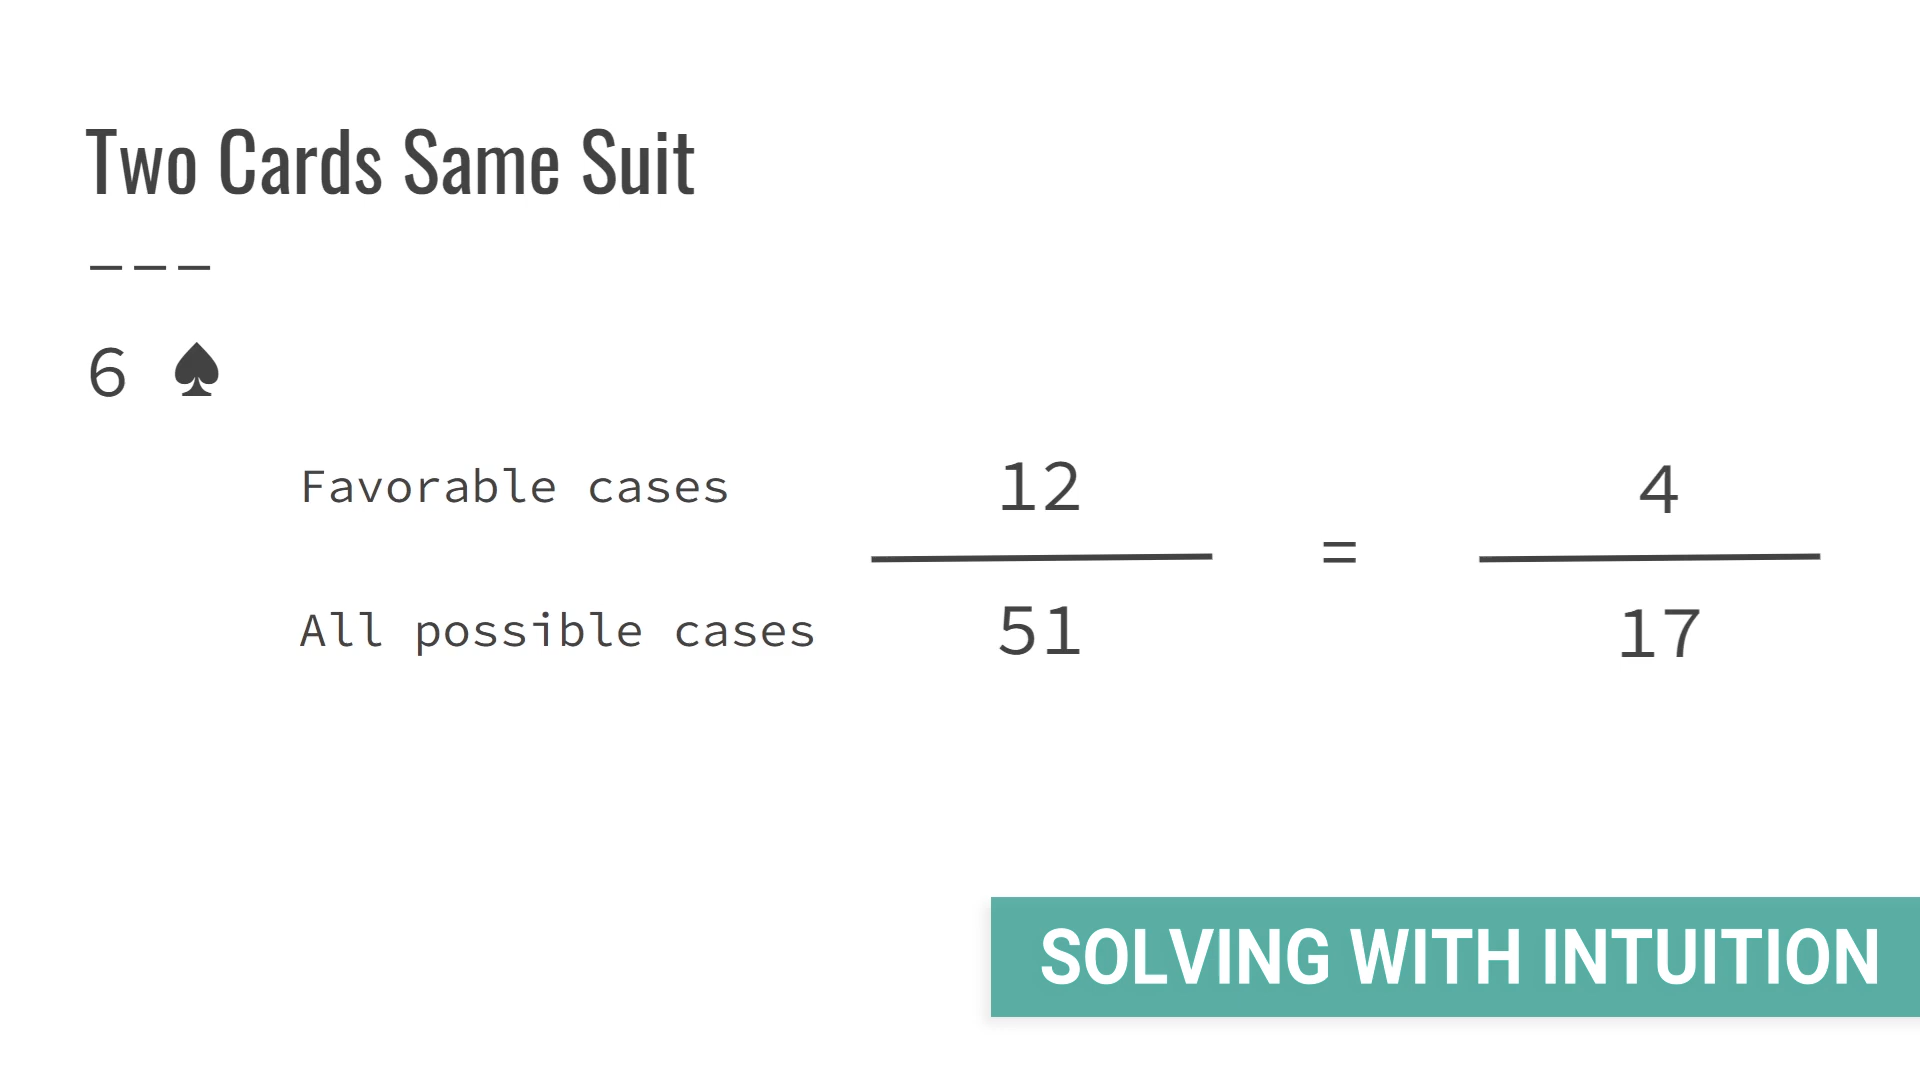 Two Cards Same Suit
---
6 ♠
Favorable cases 12 = 4
All possible cases 51 17
SOLVING WITH INTUITION